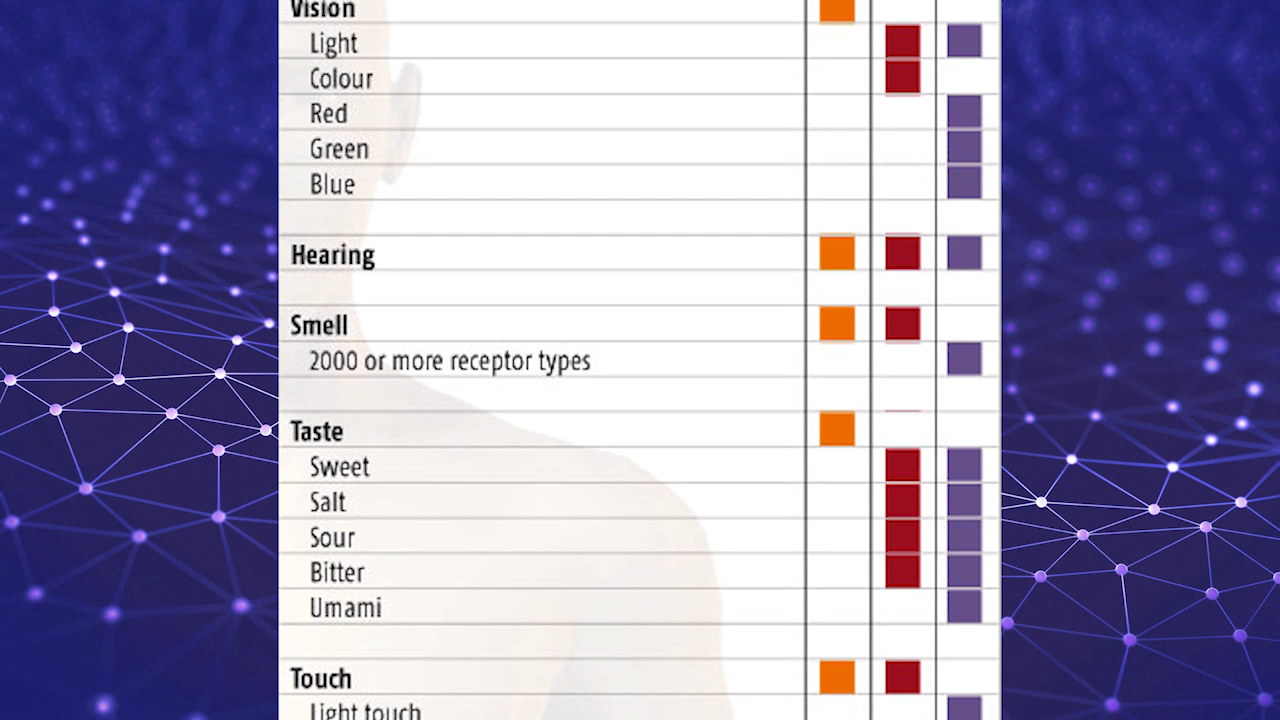 Vision
Light
Colour
Red
Green
Blue
Hearing
Smell
2000 or more receptor types
Taste
Sweet
Salt
Sour
Bitter
Umami
Touch
Light touch